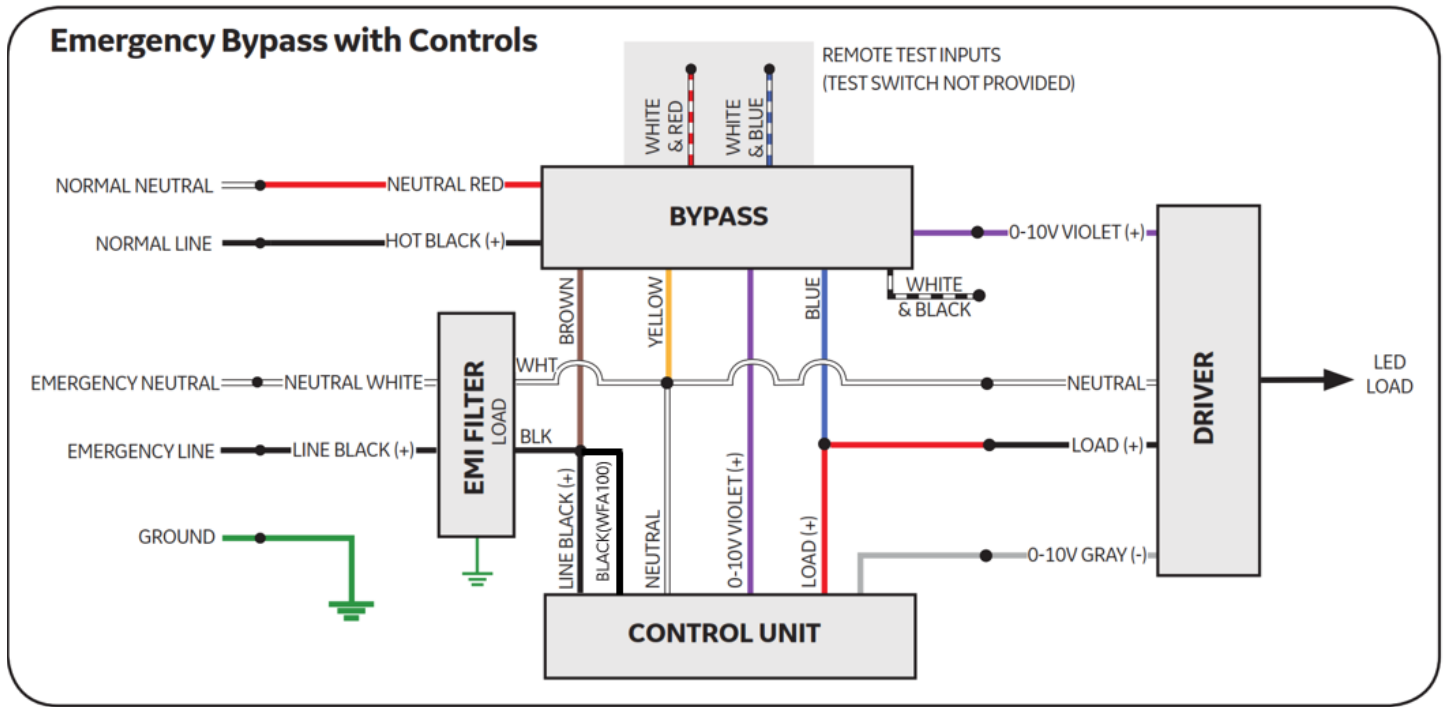 Emergency Bypass with Controls
REMOTE TEST INPUTS
(TEST SWITCH NOT PROVIDED)
WHITE
& RED
WHITE
& BLUE
NORMAL NEUTRAL
NEUTRAL RED
BYPASS
NORMAL LINE
HOT BLACK (+)
0-10V VIOLET (+)
BROWN
YELLOW
BLUE
WHITE
& BLACK
EMI FILTER
LOAD
WHT
EMERGENCY NEUTRAL
NEUTRAL WHITE
NEUTRAL
DRIVER
LED
LOAD
BLK
EMERGENCY LINE
LINE BLACK (+)
LOAD (+)
LINE BLACK (+)
BLACK(WFA100)
NEUTRAL
0-10V VIOLET (+)
LOAD (+)
GROUND
0-10V GRAY (-)
CONTROL UNIT